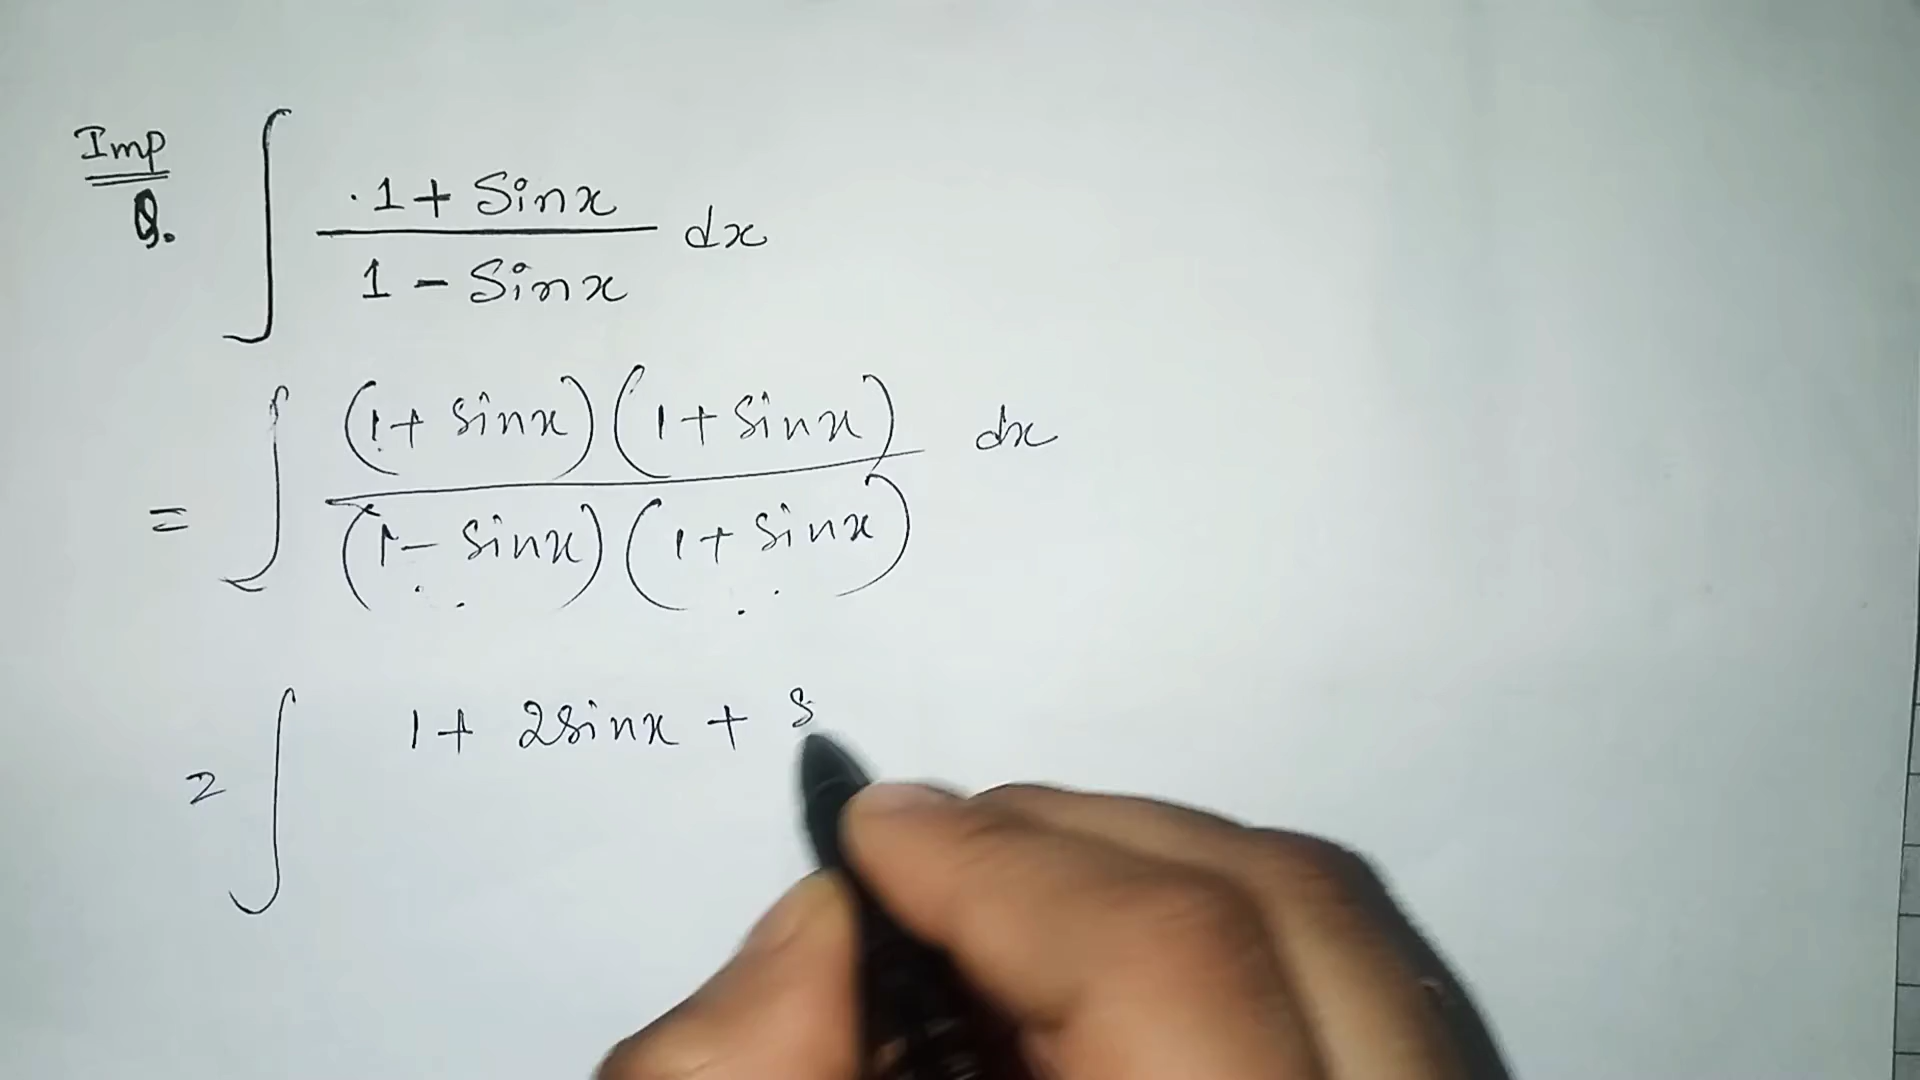 Imp
Q. ∫ (1 + Sinx)/(1 - Sinx) dx
= ∫ (1 + sinx)(1 + sinx)/(1 - sinx)(1 + sinx) dx
= ∫ 1 + 2sinx + s